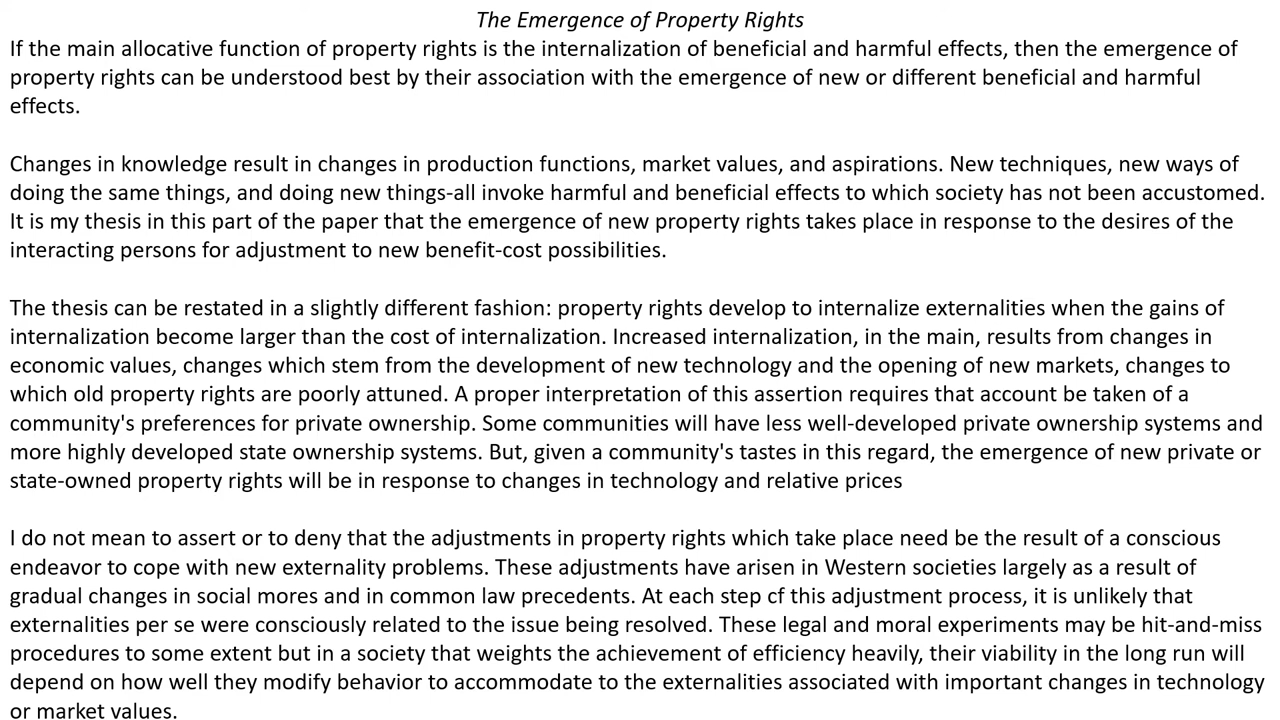 The Emergence of Property Rights
If the main allocative function of property rights is the internalization of beneficial and harmful effects, then the emergence of
property rights can be understood best by their association with the emergence of new or different beneficial and harmful
effects.
Changes in knowledge result in changes in production functions, market values, and aspirations. New techniques, new ways of
doing the same things, and doing new things-all invoke harmful and beneficial effects to which society has not been accustomed.
It is my thesis in this part of the paper that the emergence of new property rights takes place in response to the desires of the
interacting persons for adjustment to new benefit-cost possibilities.
The thesis can be restated in a slightly different fashion: property rights develop to internalize externalities when the gains of
internalization become larger than the cost of internalization. Increased internalization, in the main, results from changes in
economic values, changes which stem from the development of new technology and the opening of new markets, changes to
which old property rights are poorly attuned. A proper interpretation of this assertion requires that account be taken of a
community's preferences for private ownership. Some communities will have less well-developed private ownership systems and
more highly developed state ownership systems. But, given a community's tastes in this regard, the emergence of new private or
state-owned property rights will be in response to changes in technology and relative prices
I do not mean to assert or to deny that the adjustments in property rights which take place need be the result of a conscious
endeavor to cope with new externality problems. These adjustments have arisen in Western societies largely as a result of
gradual changes in social mores and in common law precedents. At each step cf this adjustment process, it is unlikely that
externalities per se were consciously related to the issue being resolved. These legal and moral experiments may be hit-and-miss
procedures to some extent but in a society that weights the achievement of efficiency heavily, their viability in the long run will
depend on how well they modify behavior to accommodate to the externalities associated with important changes in technology
or market values.